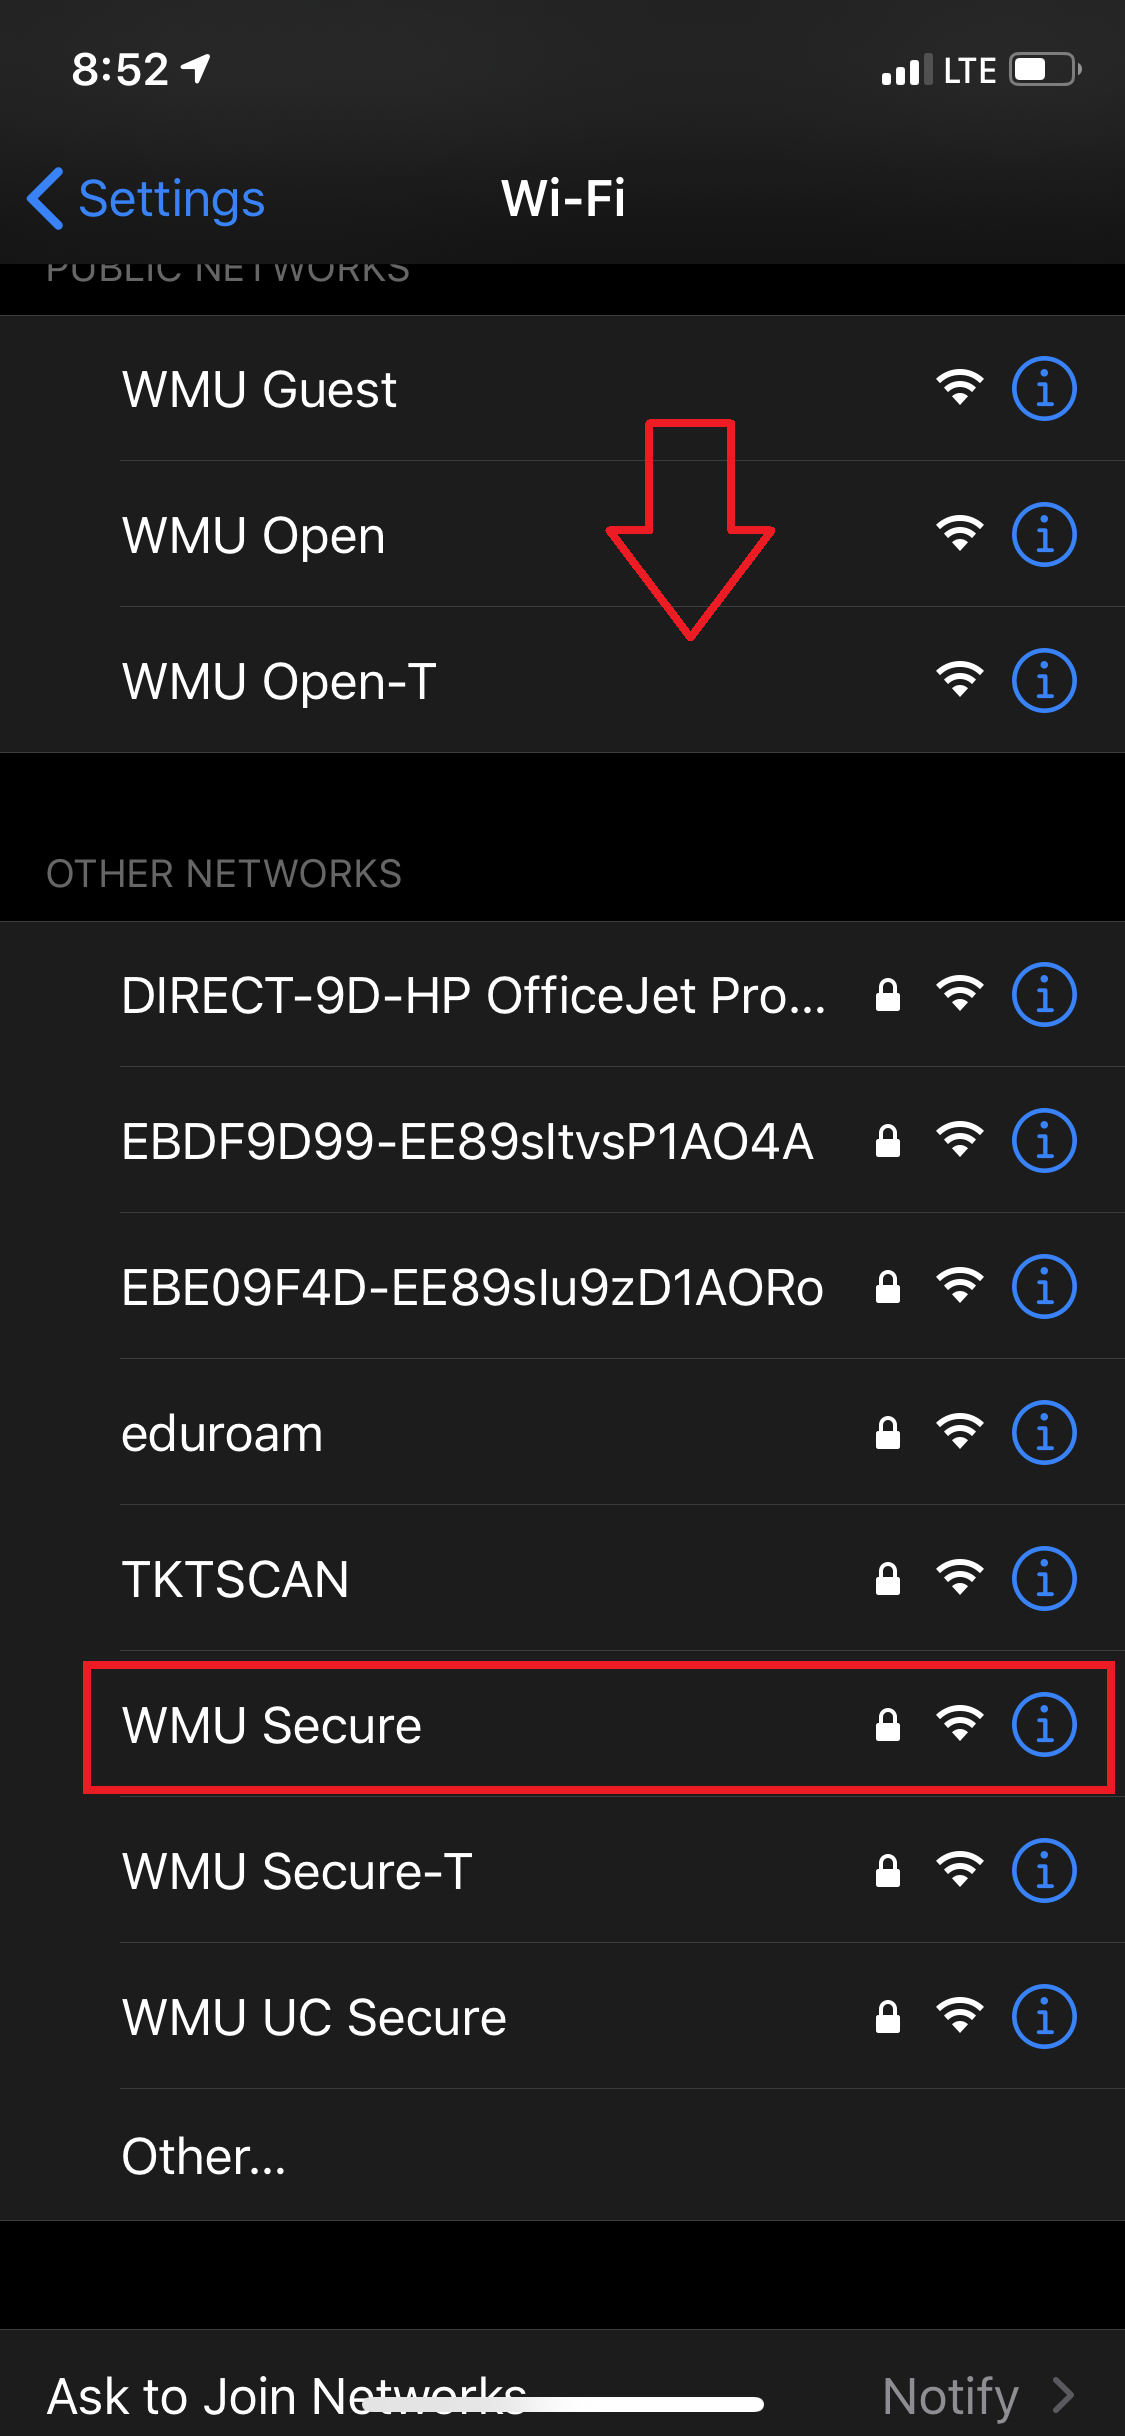 8:52 LTE
Settings Wi-Fi
PUBLIC NETWORKS
WMU Guest
WMU Open
WMU Open-T
OTHER NETWORKS
DIRECT-9D-HP OfficeJet Pro...
EBDF9D99-EE89sItvsP1AO4A
EBE09F4D-EE89sIu9zD1AORo
eduroam
TKTSCAN
WMU Secure
WMU Secure-T
WMU UC Secure
Other...
Ask to Join Networks Notify